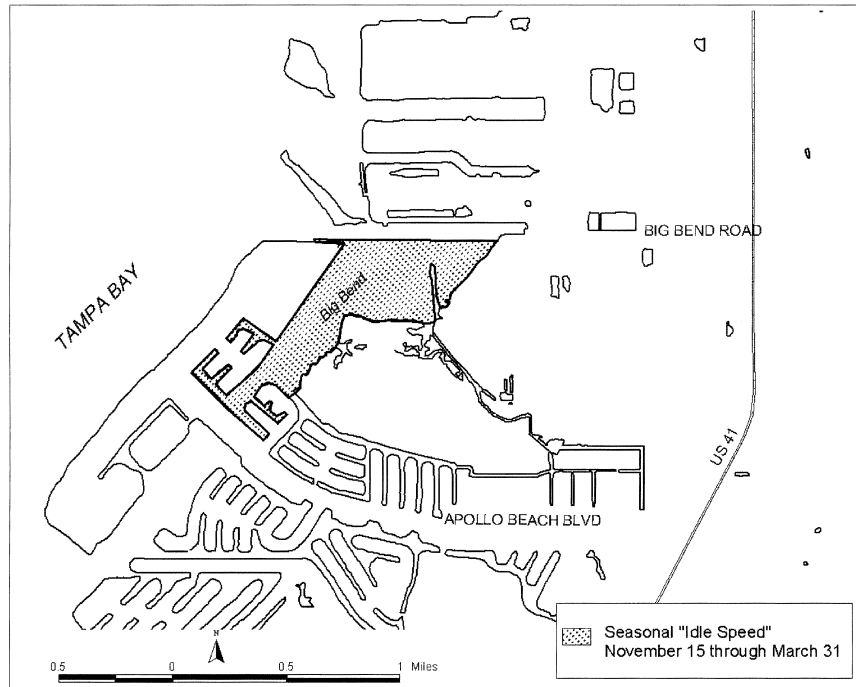 BIG BEND ROAD
TAMPA BAY
Big Bend
US 41
APOLLO BEACH BLVD
Seasonal "Idle Speed"
November 15 through March 31
N
0.5 0 0.5 1 Miles